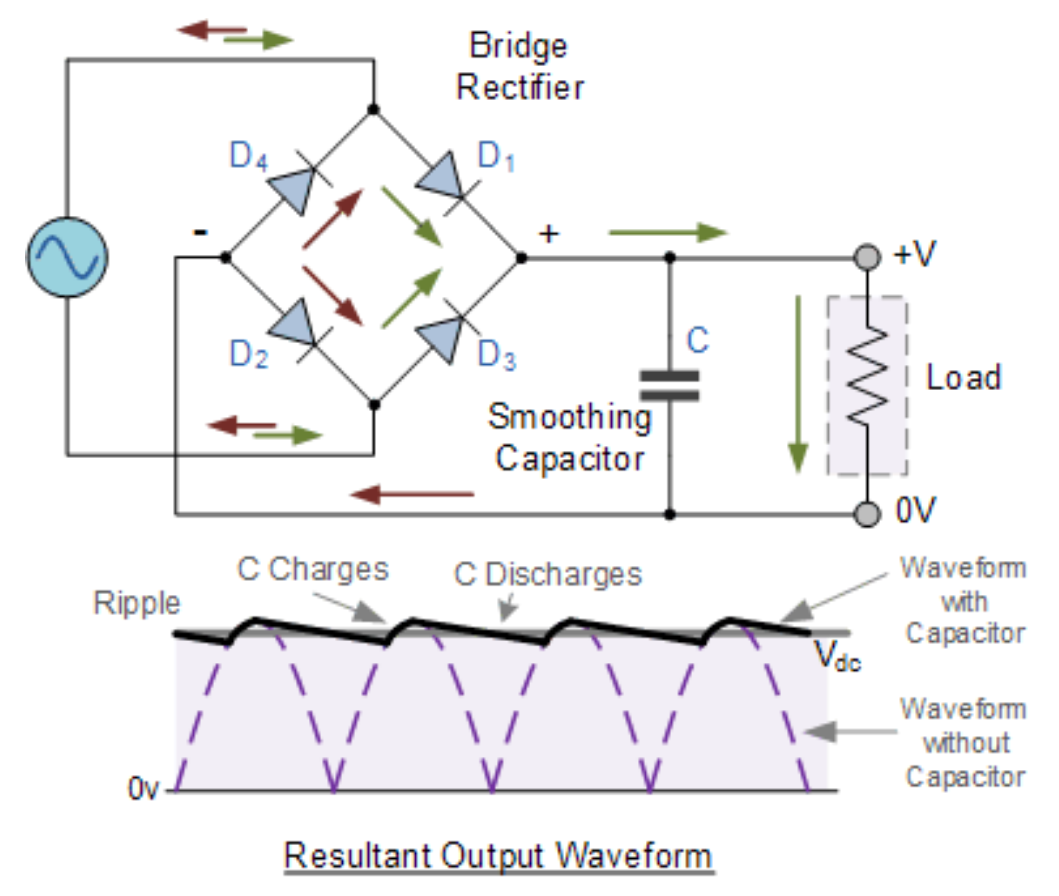 Bridge
Rectifier
D4
D1
-
+
+V
D2
D3
C
Load
Smoothing
Capacitor
0V
C Charges
C Discharges
Waveform
with
Capacitor
Ripple
Vdc
Waveform
without
Capacitor
0v
Resultant Output Waveform